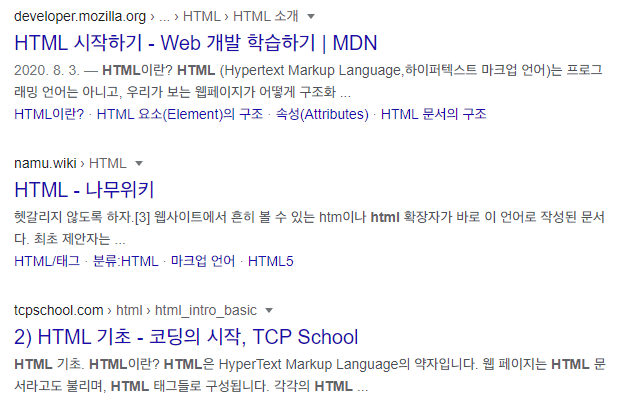 developer.mozilla.org › ... › HTML › HTML 소개
HTML 시작하기 - Web 개발 학습하기 | MDN
2020. 8. 3. — HTML이란? HTML (Hypertext Markup Language,하이퍼텍스트 마크업 언어)는 프로그
래밍 언어는 아니고, 우리가 보는 웹페이지가 어떻게 구조화 ...
HTML이란? · HTML 요소(Element)의 구조 · 속성(Attributes) · HTML 문서의 구조
namu.wiki › HTML
HTML - 나무위키
헷갈리지 않도록 하자.[3] 웹사이트에서 흔히 볼 수 있는 htm이나 html 확장자가 바로 이 언어로 작성된 문서
다. 최초 제안자는 ...
HTML/태그 · 분류:HTML · 마크업 언어 · HTML5
tcpschool.com › html › html_intro_basic
2) HTML 기초 - 코딩의 시작, TCP School
HTML 기초. HTML이란? HTML은 HyperText Markup Language의 약자입니다. 웹 페이지는 HTML 문
서라고도 불리며, HTML 태그들로 구성됩니다. 각각의 HTML ...